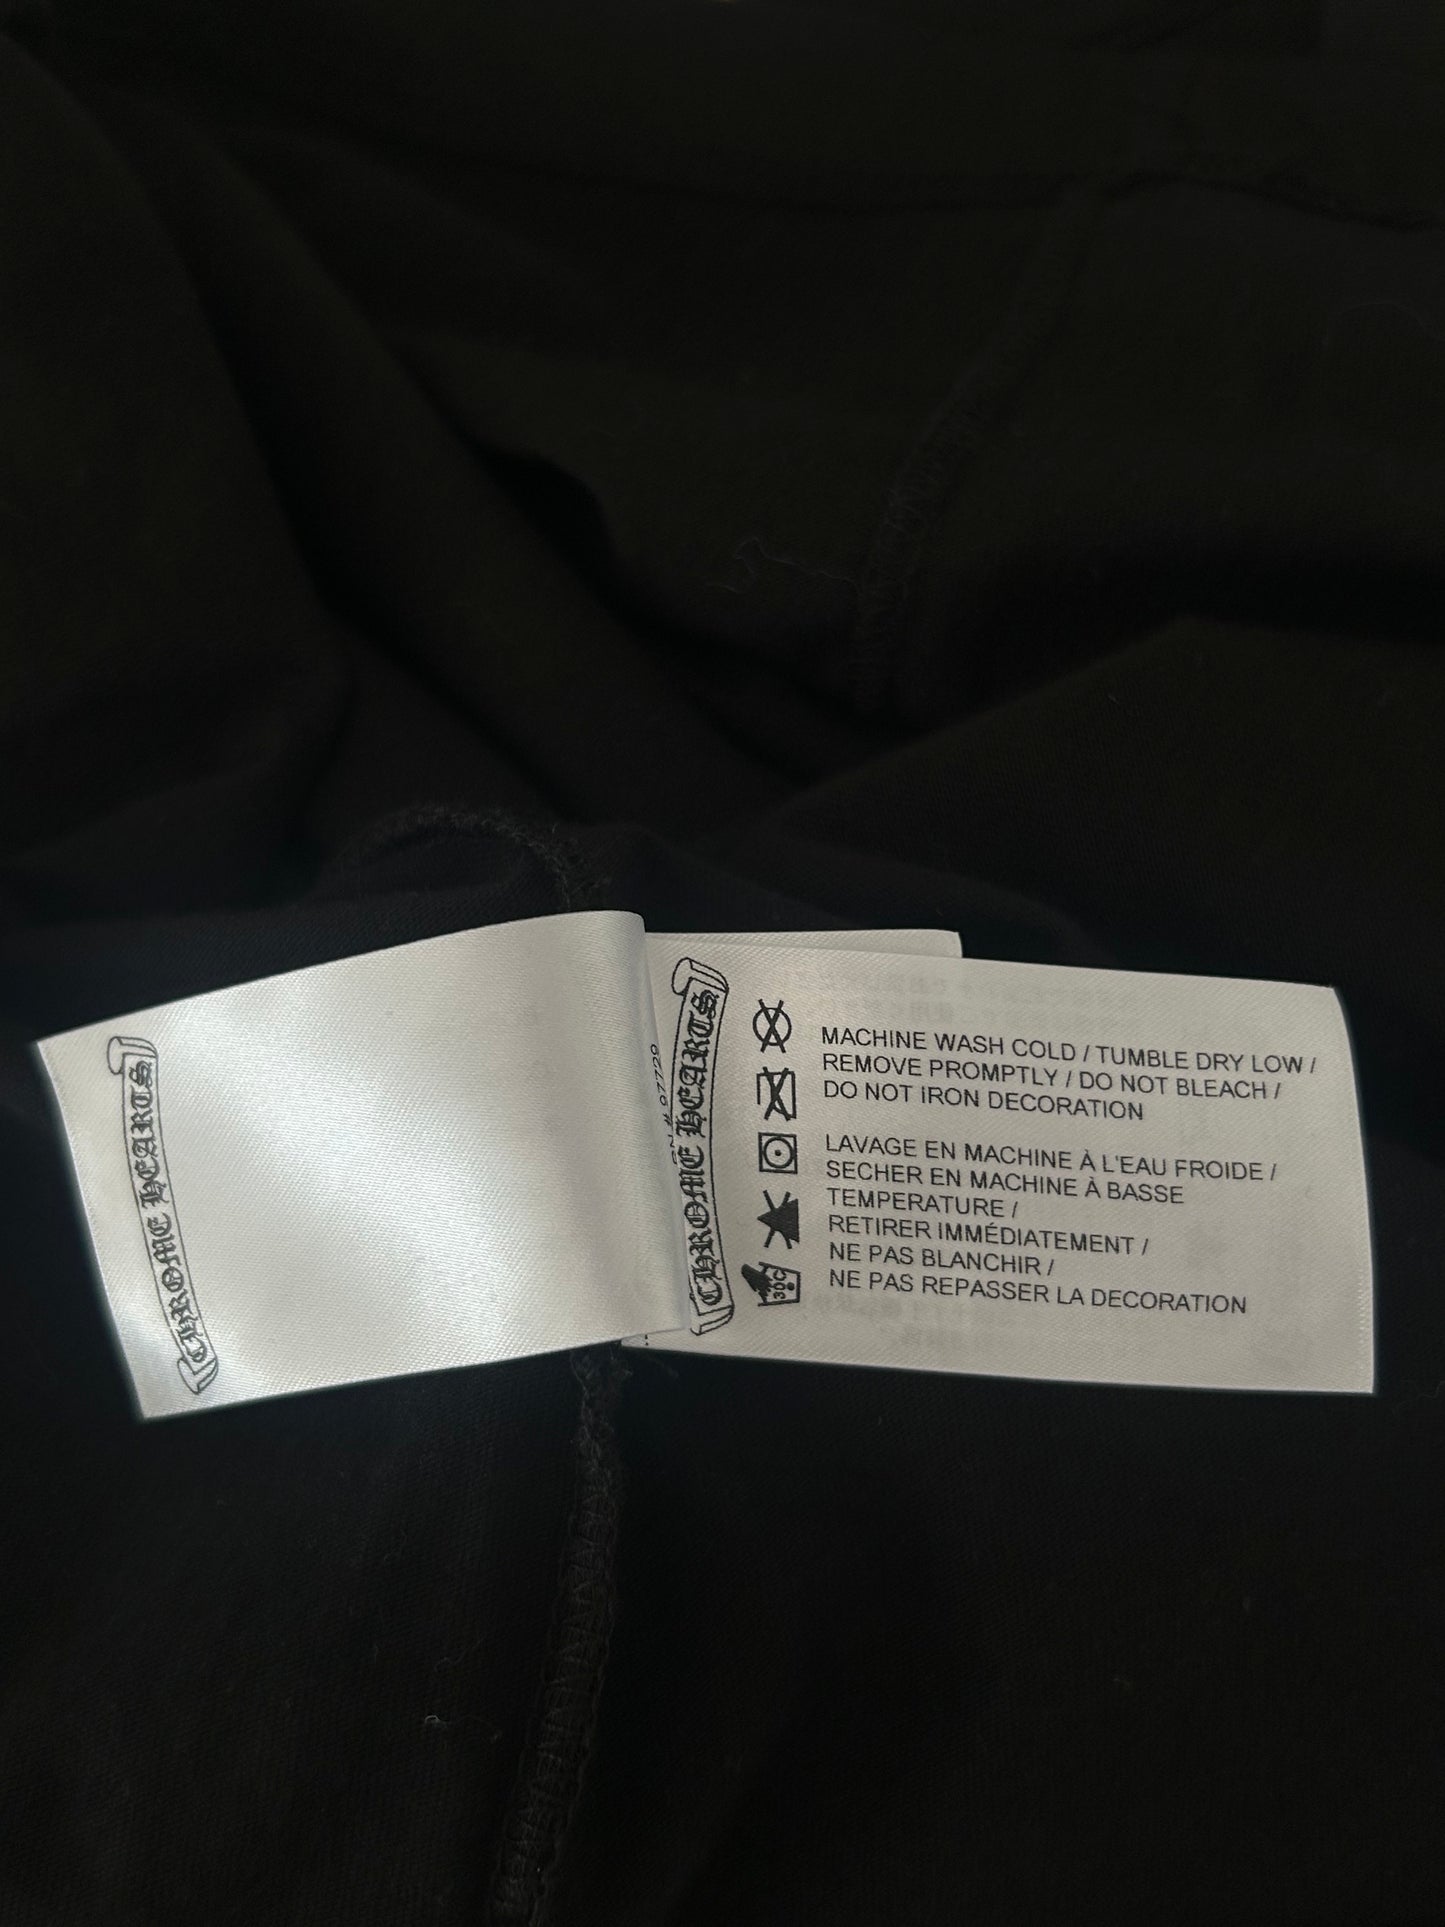 CHROME HEARTS
CHROME HEARTS
MACHINE WASH COLD / TUMBLE DRY LOW /
REMOVE PROMPTLY / DO NOT BLEACH /
DO NOT IRON DECORATION
LAVAGE EN MACHINE À L'EAU FROIDE /
SECHER EN MACHINE À BASSE
TEMPERATURE /
RETIRER IMMÉDIATEMENT /
NE PAS BLANCHIR /
NE PAS REPASSER LA DECORATION
30C